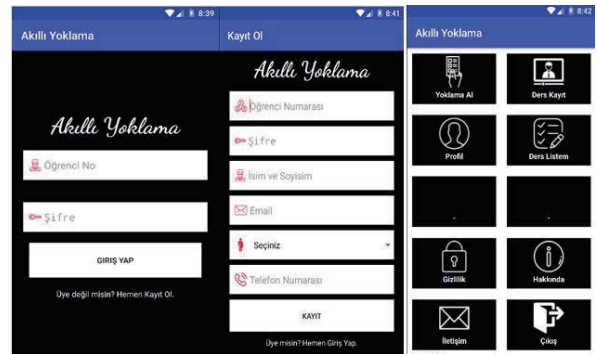 8:39
Akıllı Yoklama
Akıllı Yoklama
Öğrenci No
Şifre
GIRIŞ YAP
Üye değil misin? Hemen Kayıt Ol.
8:41
Kayıt Ol
Akıllı Yoklama
Öğrenci Numarası
Şifre
İsim ve Soyisim
Email
Seçiniz
Telefon Numarası
KAYIT
Üye misin? Hemen Giriş Yap.
8:42
Akıllı Yoklama
Yoklama Al
Ders Kayıt
Profil
Ders Listem
.
.
Gizlilik
Hakkında
İletişim
Çıkış